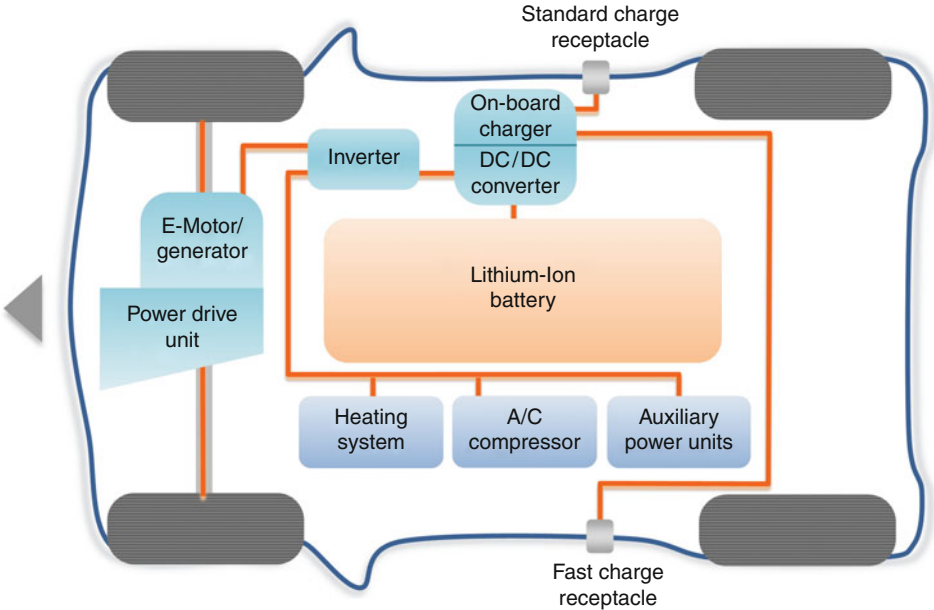 Standard charge
receptacle
On-board
charger
DC/DC
converter
Inverter
E-Motor/
generator
Power drive
unit
Lithium-Ion
battery
Heating
system
A/C
compressor
Auxiliary
power units
Fast charge
receptacle